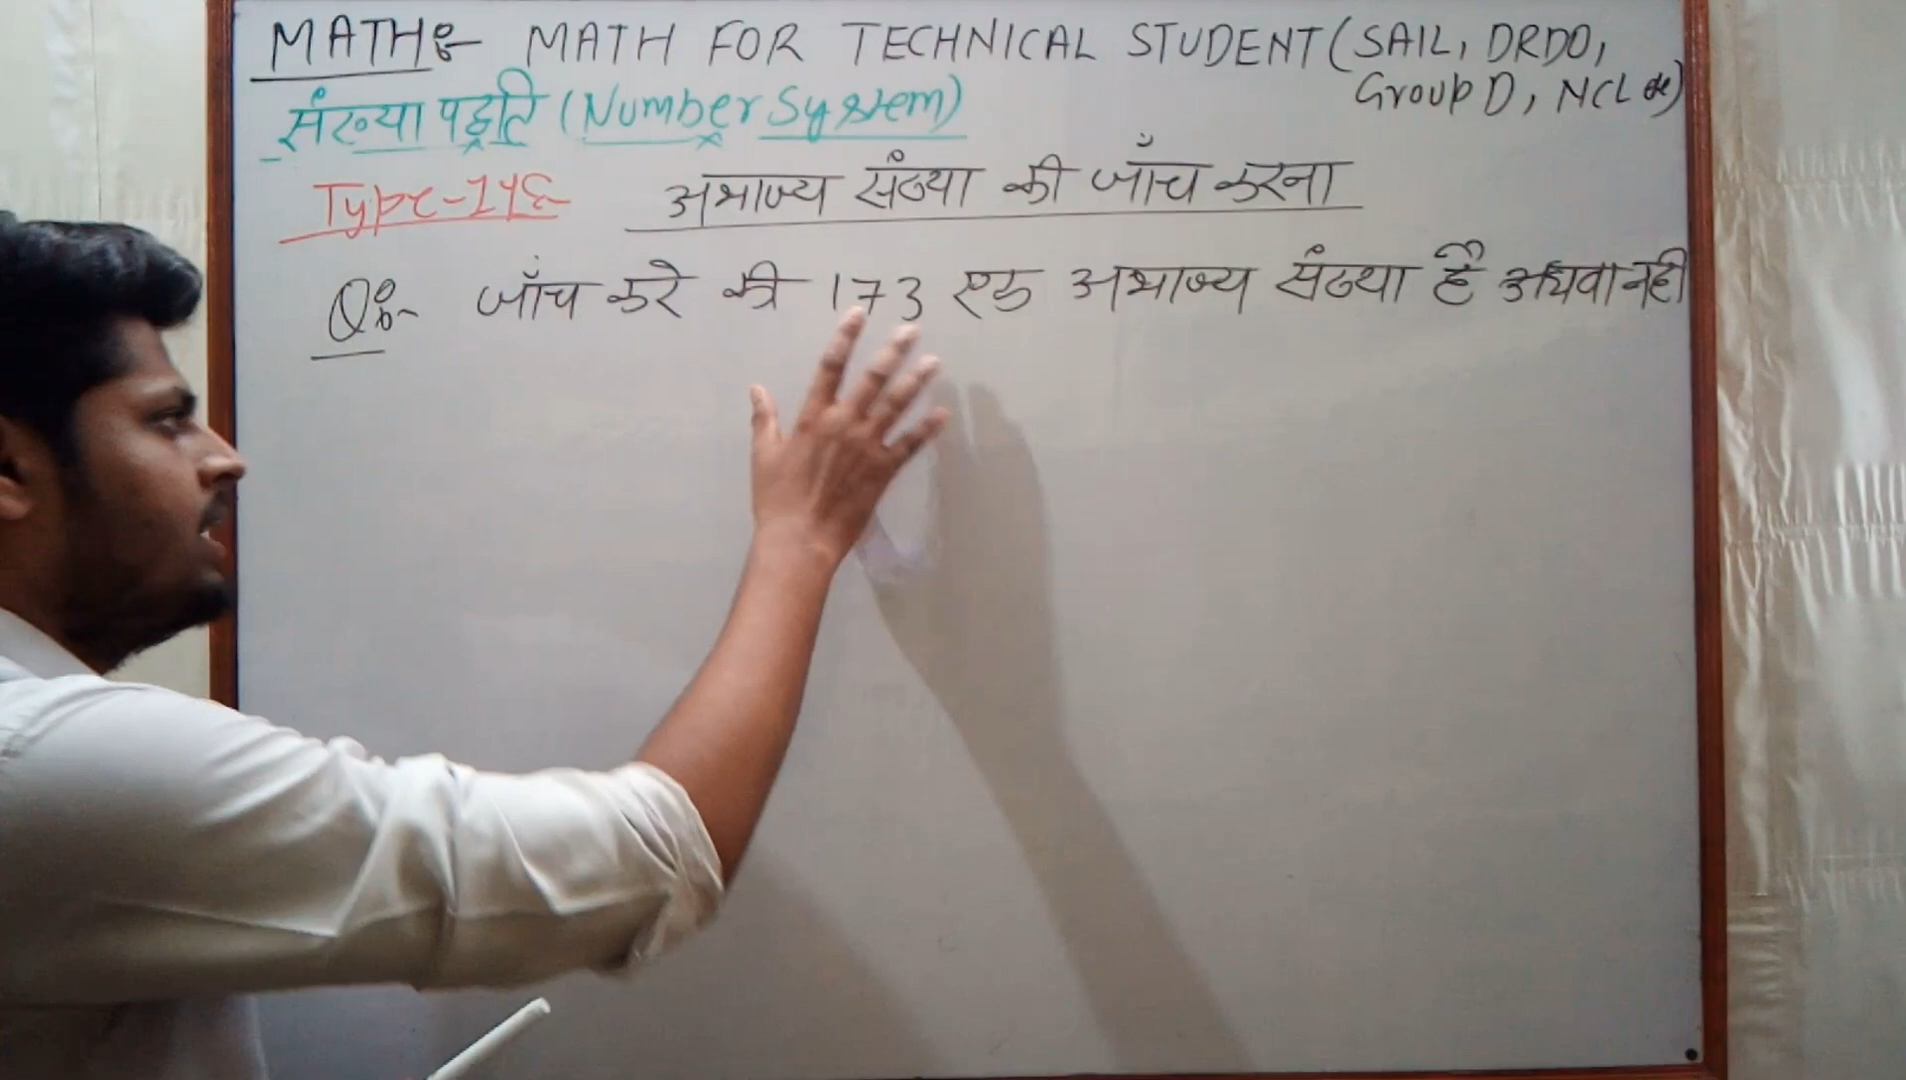 MATH:- MATH FOR TECHNICAL STUDENT (SAIL, DRDO,
Group D, NCL etc)
संख्या पद्धति (Number System)
Type-1 अभाज्य संख्या की जाँच करना
Q:- जाँच करे की 173 एक अभाज्य संख्या है अथवा नही